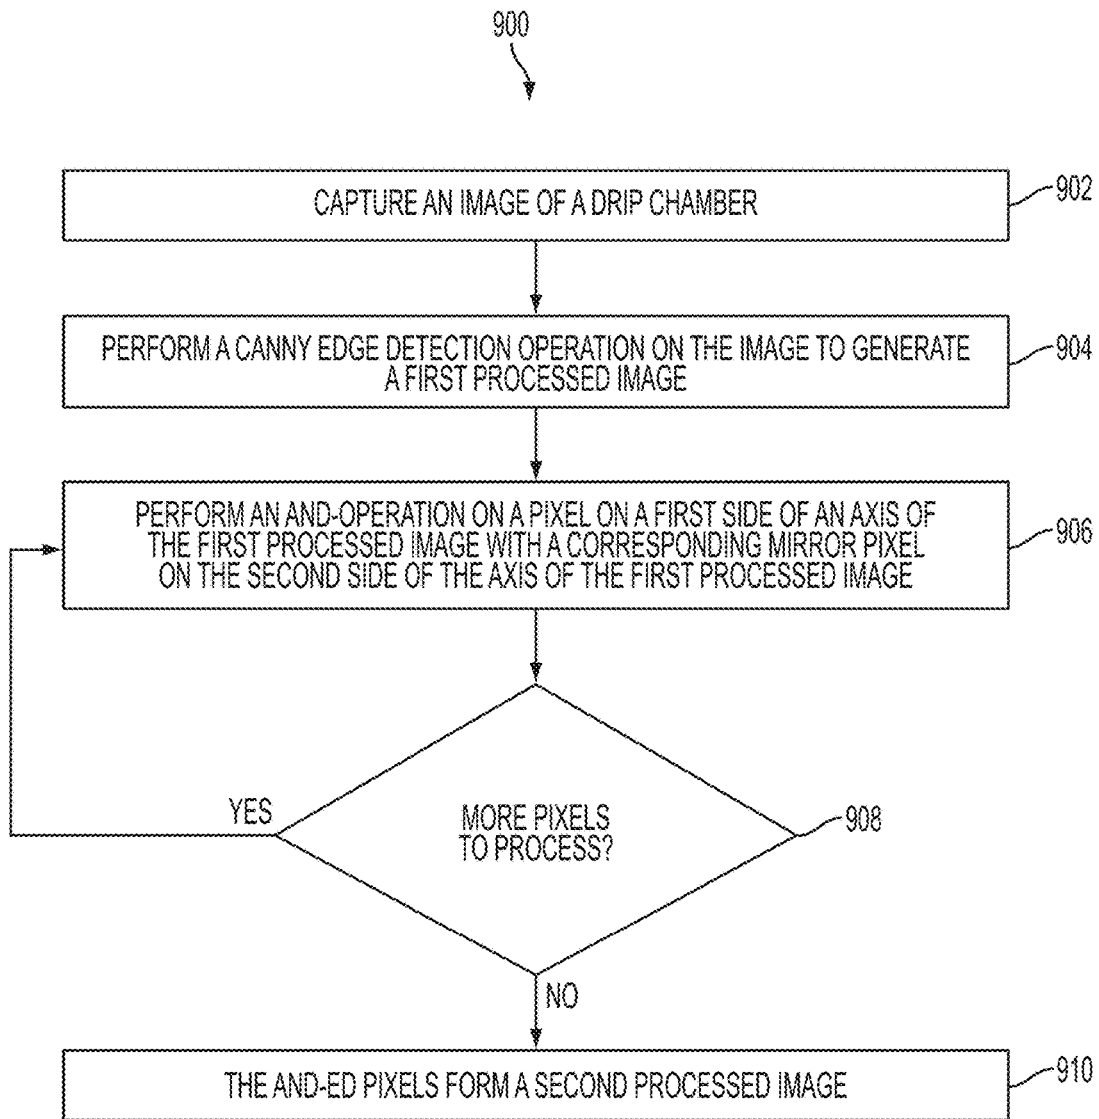 900
CAPTURE AN IMAGE OF A DRIP CHAMBER
902
PERFORM A CANNY EDGE DETECTION OPERATION ON THE IMAGE TO GENERATE
A FIRST PROCESSED IMAGE
904
PERFORM AN AND-OPERATION ON A PIXEL ON A FIRST SIDE OF AN AXIS OF
THE FIRST PROCESSED IMAGE WITH A CORRESPONDING MIRROR PIXEL
ON THE SECOND SIDE OF THE AXIS OF THE FIRST PROCESSED IMAGE
906
YES
MORE PIXELS
TO PROCESS?
908
NO
THE AND-ED PIXELS FORM A SECOND PROCESSED IMAGE
910